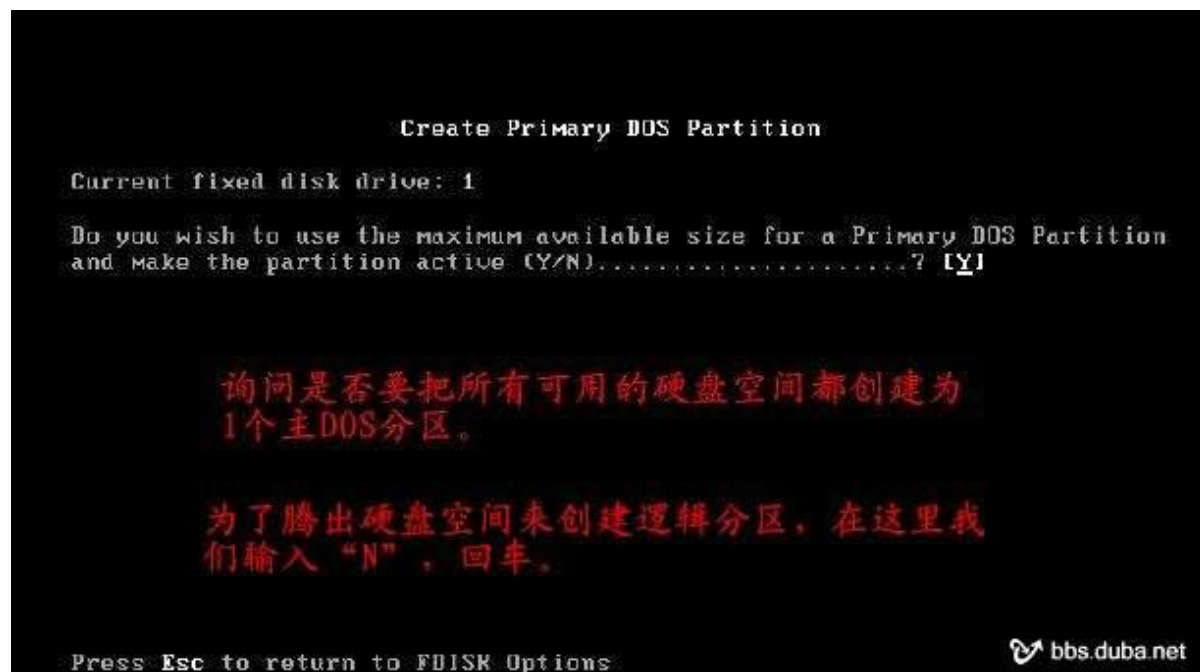 Create Primary DOS Partition
Current fixed disk drive: 1
Do you wish to use the maximum available size for a Primary DOS Partition
and make the partition active (Y/N).....................? [Y]
询问是否要把所有可用的硬盘空间都创建为
1个主DOS分区。
为了腾出硬盘空间来创建逻辑分区，在这里我
们输入“N”，回车。
Press Esc to return to FDISK Options
bbs.duba.net